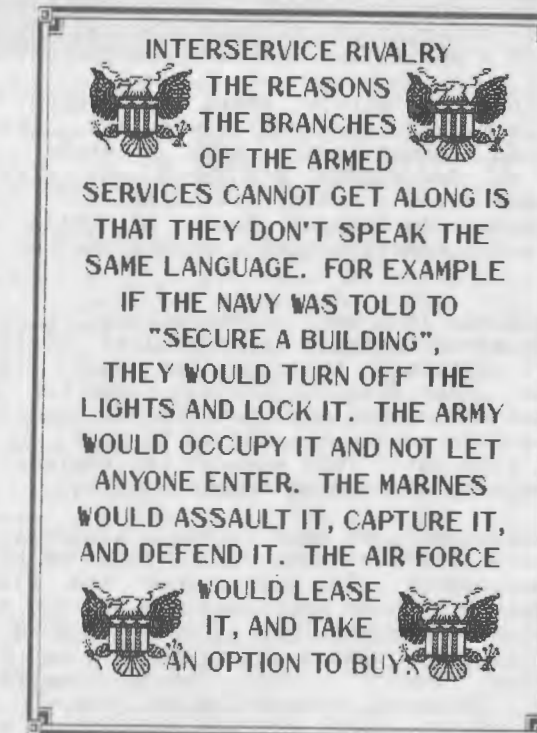 INTERSERVICE RIVALRY
THE REASONS
THE BRANCHES
OF THE ARMED
SERVICES CANNOT GET ALONG IS
THAT THEY DON'T SPEAK THE
SAME LANGUAGE. FOR EXAMPLE
IF THE NAVY WAS TOLD TO
"SECURE A BUILDING",
THEY WOULD TURN OFF THE
LIGHTS AND LOCK IT. THE ARMY
WOULD OCCUPY IT AND NOT LET
ANYONE ENTER. THE MARINES
WOULD ASSAULT IT, CAPTURE IT,
AND DEFEND IT. THE AIR FORCE
WOULD LEASE
IT, AND TAKE
AN OPTION TO BUY.